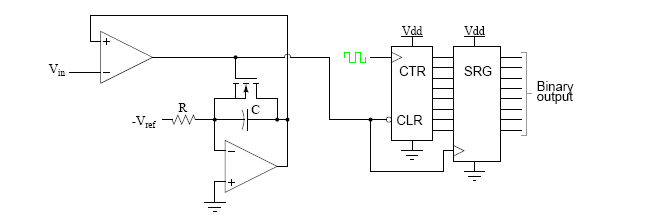 Vdd
Vdd
+
Vin
−
CTR
SRG
Binary
output
R
C
-Vref
CLR
−
+